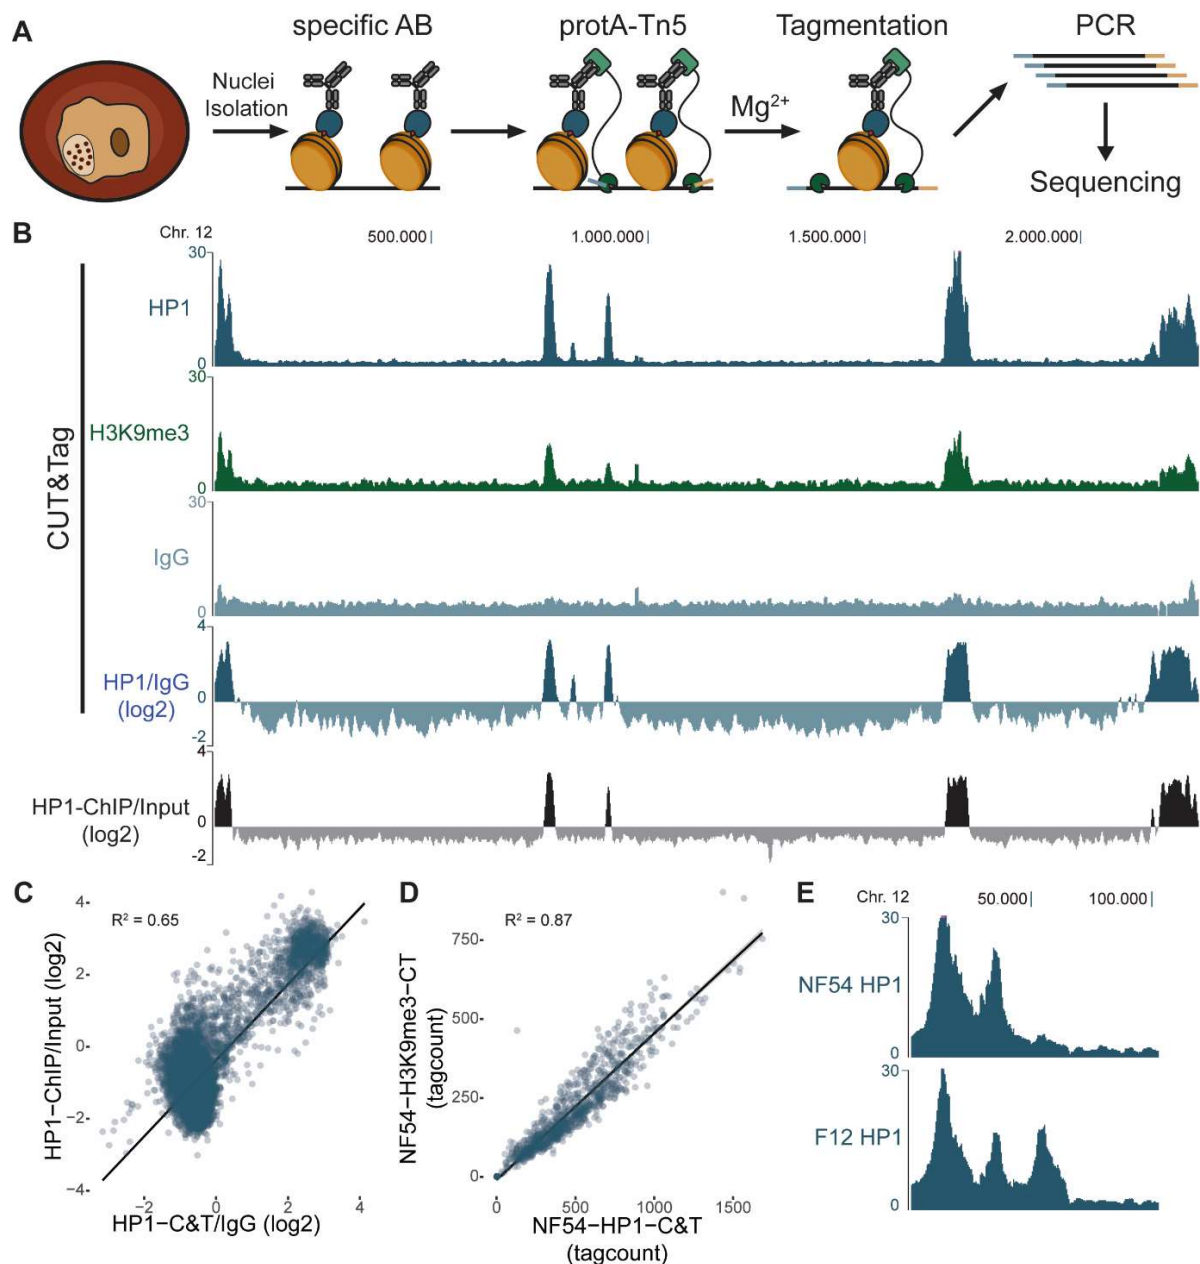 A
specific AB
protA-Tn5
Tagmentation
PCR
Nuclei
Isolation
Mg2+
Sequencing
B
Chr. 12
500.000
1.000.000
1.500.000
2.000.000
CUT&Tag
30
HP1
0
30
H3K9me3
0
30
IgG
0
4
HP1/IgG
(log2)
0
-2
4
HP1-ChIP/Input
(log2)
0
-2
C
R² = 0.65
HP1−ChIP/Input (log2)
4
2
0
−2
−4
−2
0
2
4
HP1−C&T/IgG (log2)
D
R² = 0.87
NF54−H3K9me3−CT
(tagcount)
750
500
250
0
0
500
1000
1500
NF54−HP1−C&T
(tagcount)
E
Chr. 12
50.000
100.000
30
NF54 HP1
0
30
F12 HP1
0